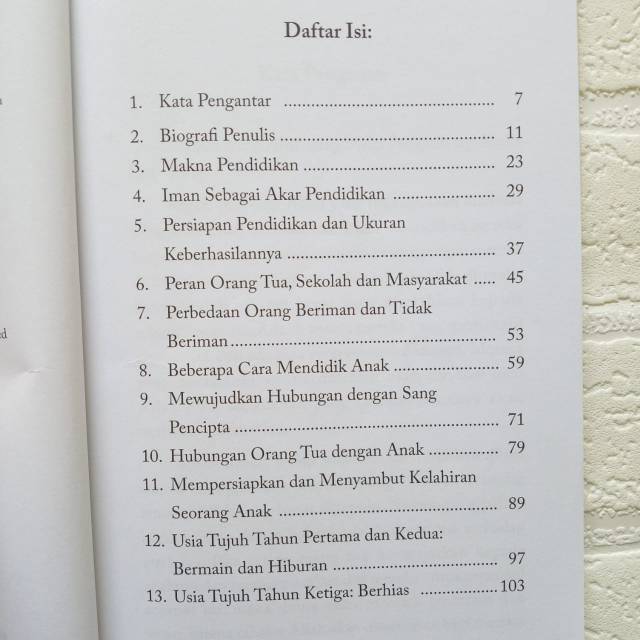 Daftar Isi:
1. Kata Pengantar ............................................... 7
2. Biografi Penulis ................................................ 11
3. Makna Pendidikan ........................................... 23
4. Iman Sebagai Akar Pendidikan ....................... 29
5. Persiapan Pendidikan dan Ukuran
Keberhasilannya ............................................... 37
6. Peran Orang Tua, Sekolah dan Masyarakat ..... 45
7. Perbedaan Orang Beriman dan Tidak
Beriman ........................................................... 53
8. Beberapa Cara Mendidik Anak ....................... 59
9. Mewujudkan Hubungan dengan Sang
Pencipta ........................................................... 71
10. Hubungan Orang Tua dengan Anak ............... 79
11. Mempersiapkan dan Menyambut Kelahiran
Seorang Anak ................................................. 89
12. Usia Tujuh Tahun Pertama dan Kedua:
Bermain dan Hiburan ..................................... 97
13. Usia Tujuh Tahun Ketiga: Berhias ................. 103